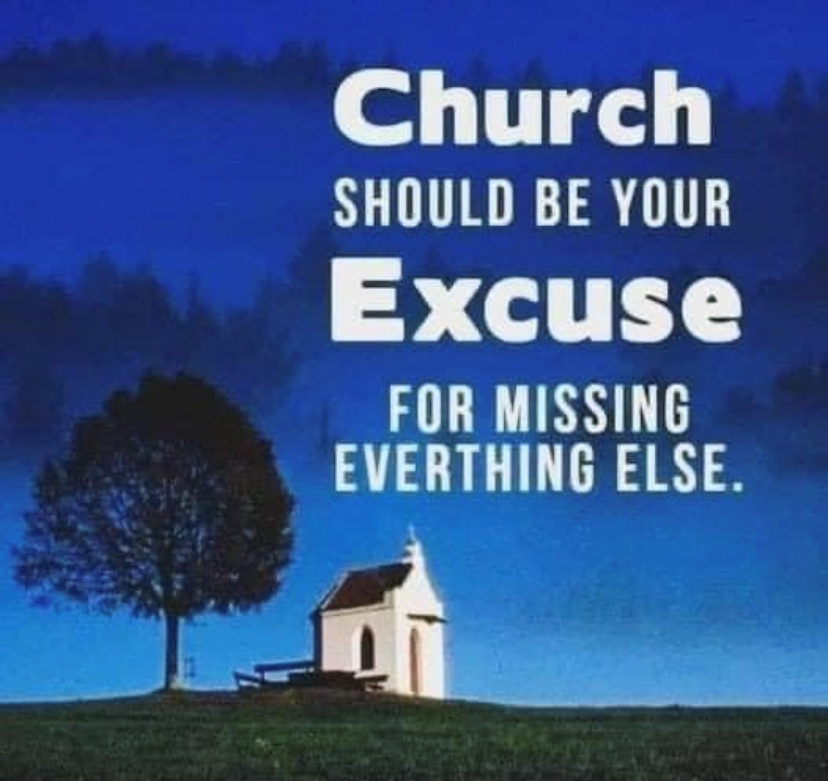 Church
SHOULD BE YOUR
Excuse
FOR MISSING
EVERTHING ELSE.